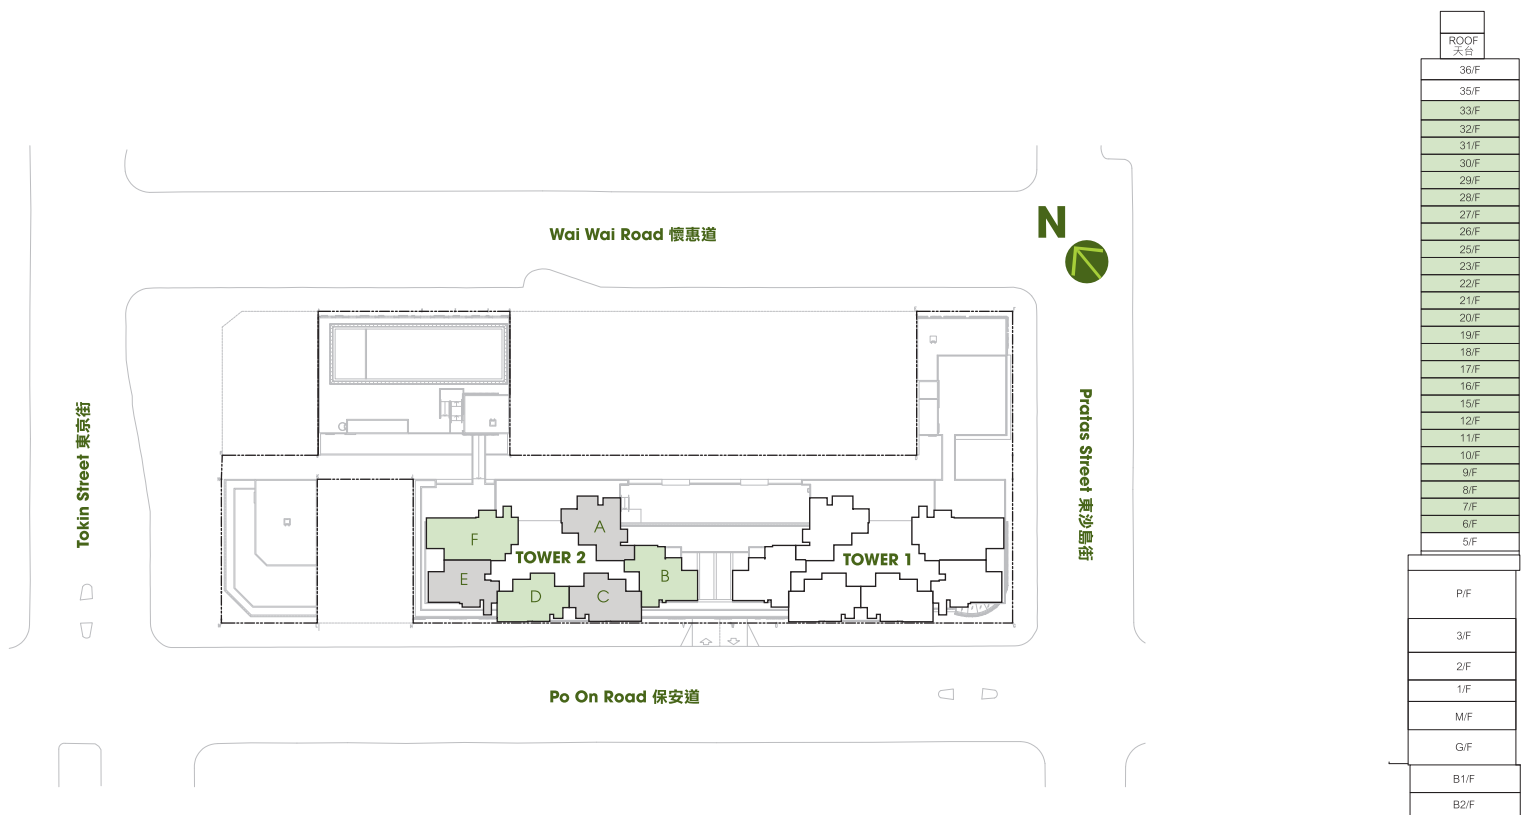 Wai Wai Road 懷惠道
N
Tokin Street 東京街
Pratas Street 東沙島街
A
F
TOWER 2
TOWER 1
E
B
D
C
Po On Road 保安道
ROOF
天台
36/F
35/F
33/F
32/F
31/F
30/F
29/F
28/F
27/F
26/F
25/F
23/F
22/F
21/F
20/F
19/F
18/F
17/F
16/F
15/F
12/F
11/F
10/F
9/F
8/F
7/F
6/F
5/F
P/F
3/F
2/F
1/F
M/F
G/F
B1/F
B2/F